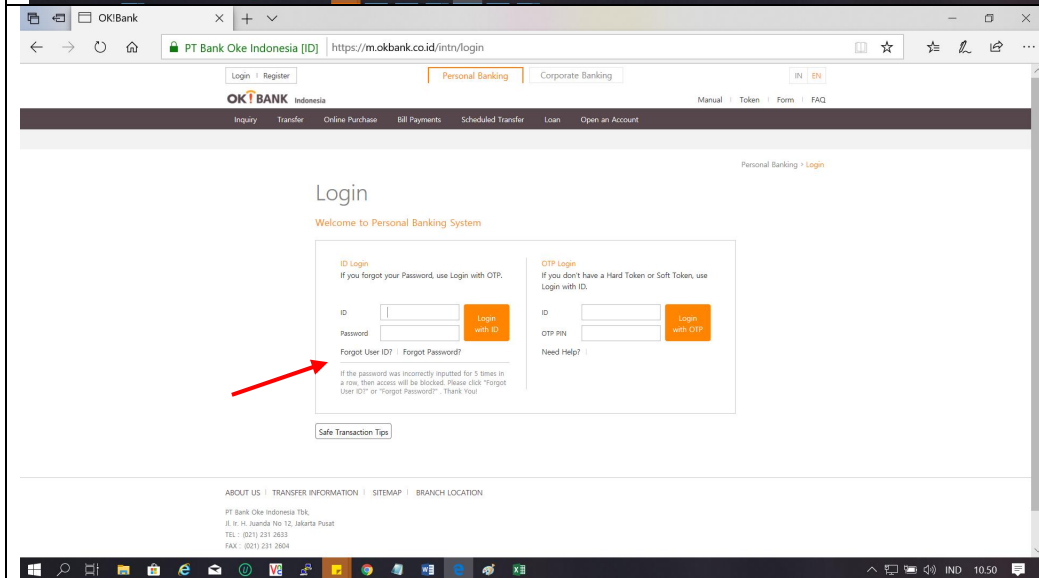 OK!Bank
PT Bank Oke Indonesia [ID] https://m.okbank.co.id/intn/login
Login Register Personal Banking Corporate Banking IN EN
OK! BANK Indonesia Manual Token Form FAQ
Inquiry Transfer Online Purchase Bill Payments Scheduled Transfer Loan Open an Account
Personal Banking > Login
Login
Welcome to Personal Banking System
ID Login
If you forgot your Password, use Login with OTP.
ID
Password
Login
with ID
Forgot User ID? Forgot Password?
If the password was incorrectly inputted for 5 times in
a row, then access will be blocked. Please click "Forgot
User ID?" or "Forgot Password?" . Thank You!
OTP Login
If you don't have a Hard Token or Soft Token, use
Login with ID.
ID
OTP PIN
Login
with OTP
Need Help?
Safe Transaction Tips
ABOUT US TRANSFER INFORMATION SITEMAP BRANCH LOCATION
PT Bank Oke Indonesia Tbk,
Jl. Ir. H. Juanda No 12, Jakarta Pusat
TEL : (021) 231 2633
FAX : (021) 231 2604
IND 10.50